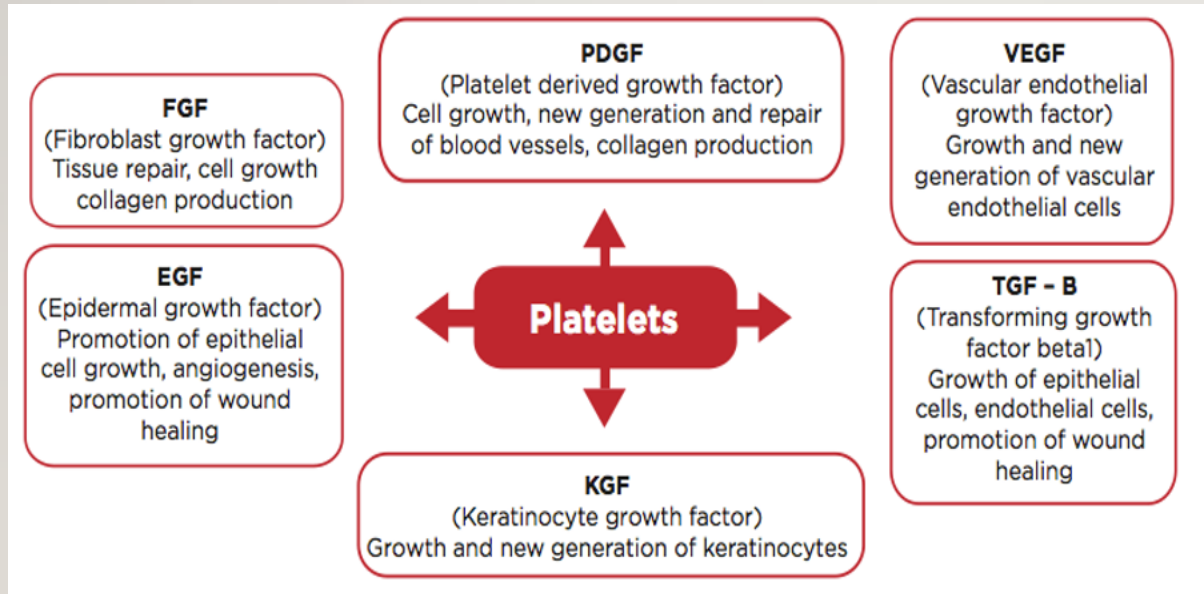 FGF
(Fibroblast growth factor)
Tissue repair, cell growth
collagen production
PDGF
(Platelet derived growth factor)
Cell growth, new generation and repair
of blood vessels, collagen production
VEGF
(Vascular endothelial
growth factor)
Growth and new
generation of vascular
endothelial cells
EGF
(Epidermal growth factor)
Promotion of epithelial
cell growth, angiogenesis,
promotion of wound
healing
Platelets
TGF – B
(Transforming growth
factor beta1)
Growth of epithelial
cells, endothelial cells,
promotion of wound
healing
KGF
(Keratinocyte growth factor)
Growth and new generation of keratinocytes